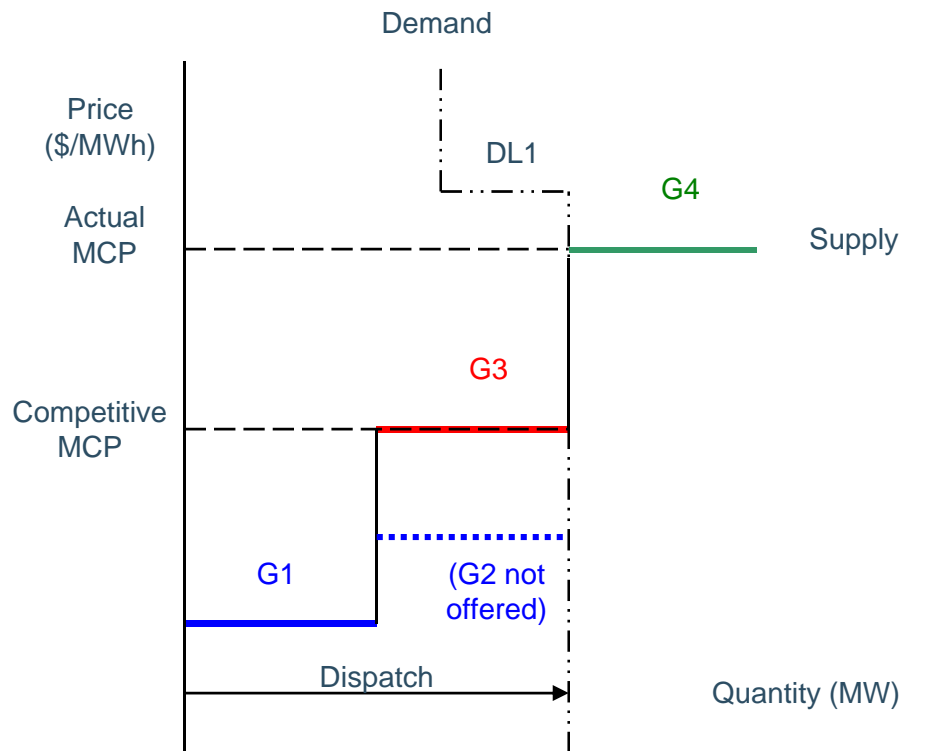 Demand
Price
($/MWh)
DL1
G4
Actual
MCP
Supply
G3
Competitive
MCP
G1
(G2 not
offered)
Dispatch
Quantity (MW)